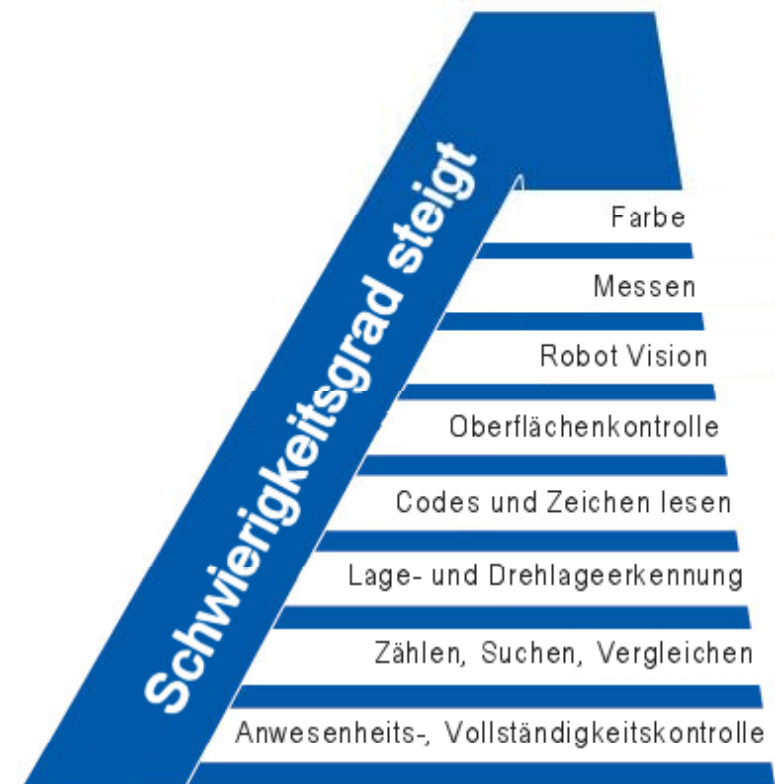 Schwierigkeitsgrad steigt
Farbe
Messen
Robot Vision
Oberflächenkontrolle
Codes und Zeichen lesen
Lage- und Drehlageerkennung
Zählen, Suchen, Vergleichen
Anwesenheits-, Vollständigkeitskontrolle